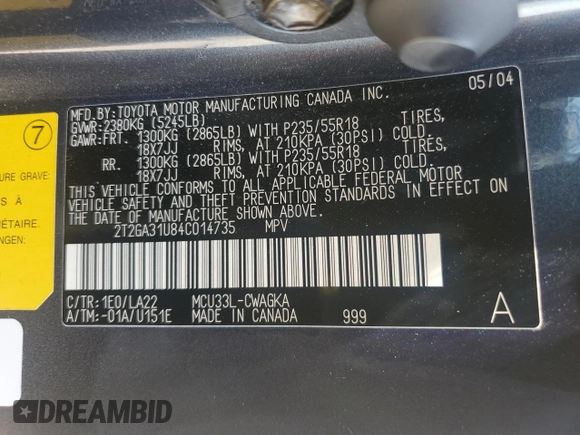 05/04
MFD.BY:TOYOTA MOTOR MANUFACTURING CANADA INC.
GVWR:2380KG (5245LB)
GAWR:FRT. 1300KG (2865LB) WITH P235/55R18 TIRES,
18X7JJ RIMS, AT 210KPA (30PSI) COLD.
RR. 1300KG (2865LB) WITH P235/55R18 TIRES,
18X7JJ RIMS, AT 210KPA (30PSI) COLD.
THIS VEHICLE CONFORMS TO ALL APPLICABLE FEDERAL MOTOR
VEHICLE SAFETY AND THEFT PREVENTION STANDARDS IN EFFECT ON
THE DATE OF MANUFACTURE SHOWN ABOVE.
2T2GA31U84C014735 MPV
C/TR:1E0/LA22 MCU33L-CWAGKA
A/TM:-01A/U151E MADE IN CANADA 999
A
7
URE GRAVE:
S À
ÉTAIRE.
NGEN:
DREAMBID